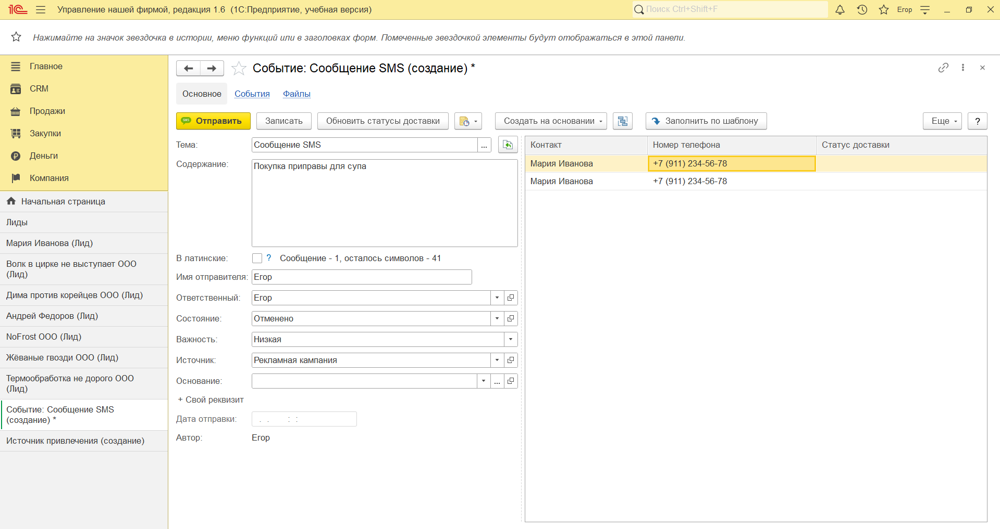 1С Управление нашей фирмой, редакция 1.6 (1С:Предприятие, учебная версия) Поиск Ctrl+Shift+F Егор
Нажимайте на значок звездочка в истории, меню функций или в заголовках форм. Помеченные звездочкой элементы будут отображаться в этой панели.
Главное
CRM
Продажи
Закупки
Деньги
Компания
Начальная страница
Лиды
Мария Иванова (Лид)
Волк в цирке не выступает ООО
(Лид)
Дима против корейцев ООО (Лид)
Андрей Федоров (Лид)
NoFrost ООО (Лид)
Жёваные гвозди ООО (Лид)
Термообработка не дорого ООО
(Лид)
Событие: Сообщение SMS
(создание) *
Источник привлечения (создание)
Событие: Сообщение SMS (создание) *
Основное События Файлы
SMS Отправить Записать Обновить статусы доставки Создать на основании Заполнить по шаблону Еще ?
Тема: Сообщение SMS ...
Содержание: Покупка приправы для супа
В латинские: ? Сообщение - 1, осталось символов - 41
Имя отправителя: Егор
Ответственный: Егор
Состояние: Отменено
Важность: Низкая
Источник: Рекламная кампания
Основание: ...
+ Свой реквизит
Дата отправки: . . : :
Автор: Егор
Контакт Номер телефона Статус доставки
Мария Иванова +7 (911) 234-56-78
Мария Иванова +7 (911) 234-56-78